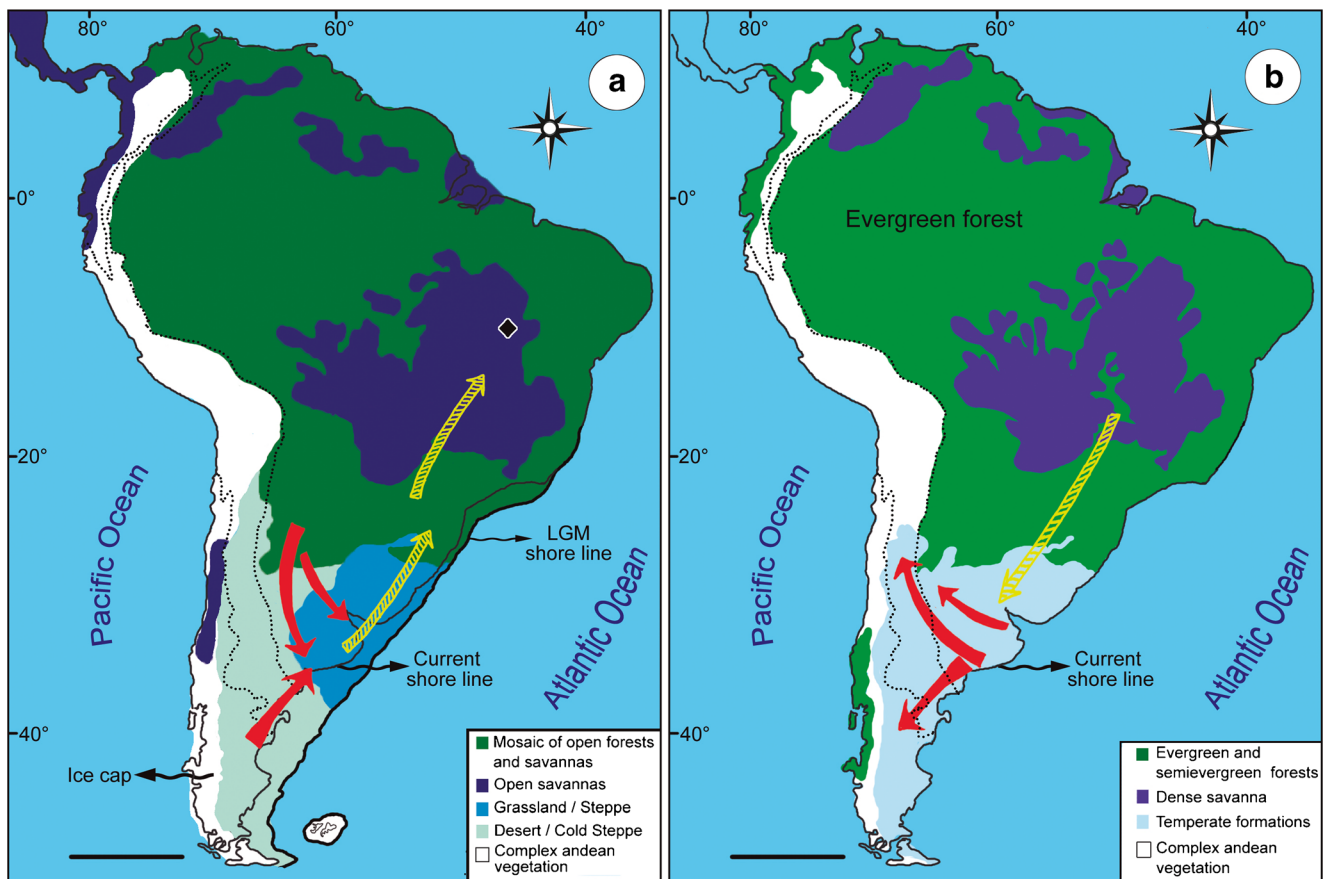 80°
60°
40°
a
0°
20°
40°
Pacific Ocean
Atlantic Ocean
LGM
shore line
Current
shore line
Ice cap
Mosaic of open forests
and savannas
Open savannas
Grassland / Steppe
Desert / Cold Steppe
Complex andean
vegetation
80°
60°
40°
b
0°
Evergreen forest
20°
40°
Pacific Ocean
Atlantic Ocean
Current
shore line
Evergreen and
semievergreen forests
Dense savanna
Temperate formations
Complex andean
vegetation